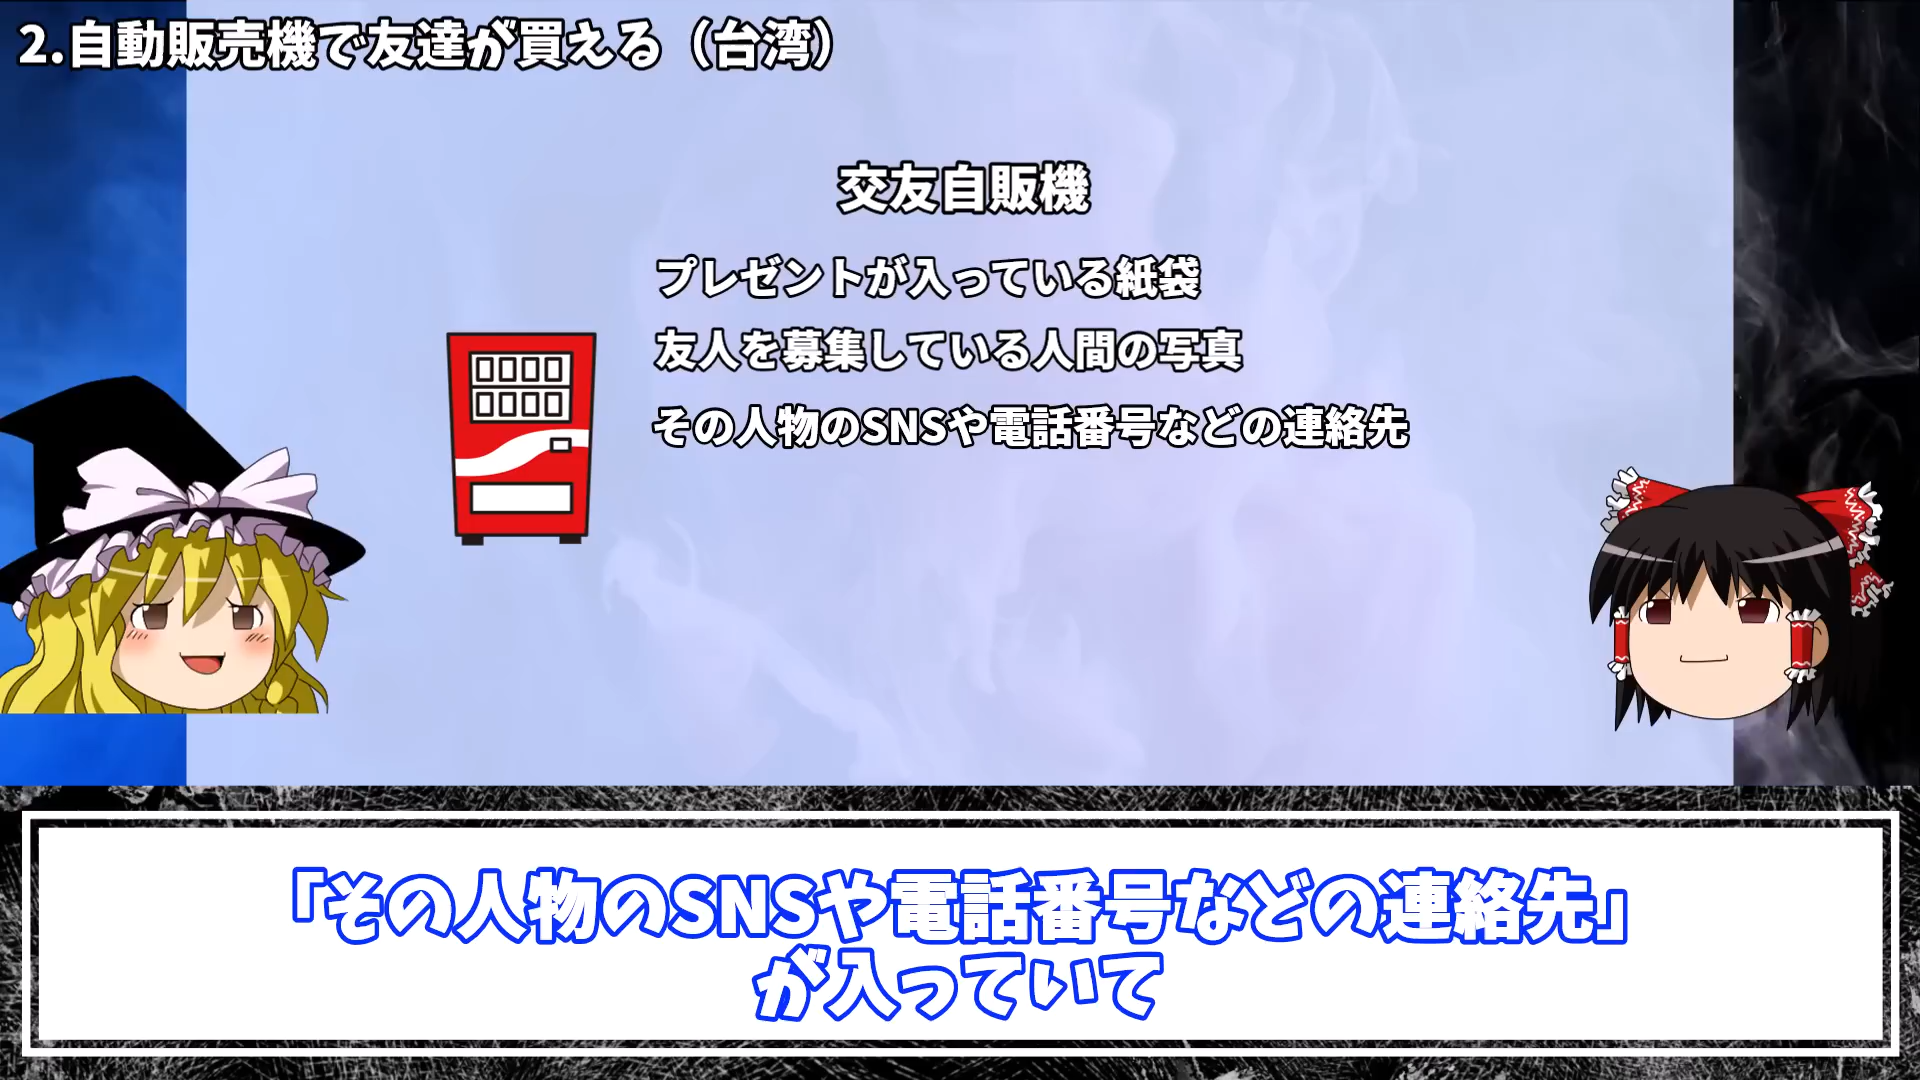 2.自動販売機で友達が買える（台湾）
交友自販機
プレゼントが入っている紙袋
友人を募集している人間の写真
その人物のSNSや電話番号などの連絡先
「その人物のSNSや電話番号などの連絡先」
が入っていて